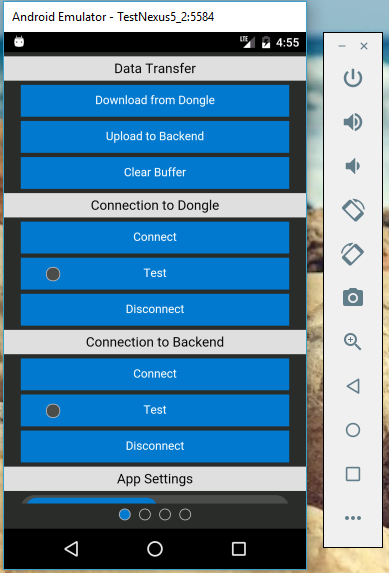 Android Emulator - TestNexus5_2:5584
LTE 4:55
Data Transfer
Download from Dongle
Upload to Backend
Clear Buffer
Connection to Dongle
Connect
Test
Disconnect
Connection to Backend
Connect
Test
Disconnect
App Settings